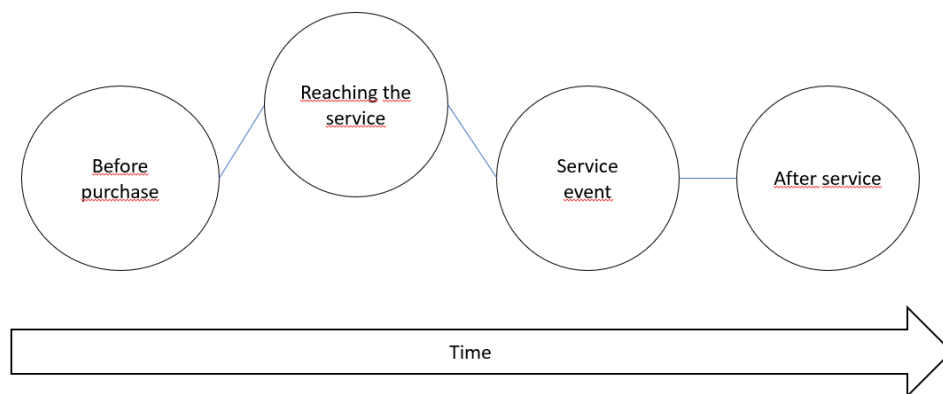 Before
purchase
Reaching the
service
Service
event
After service
Time